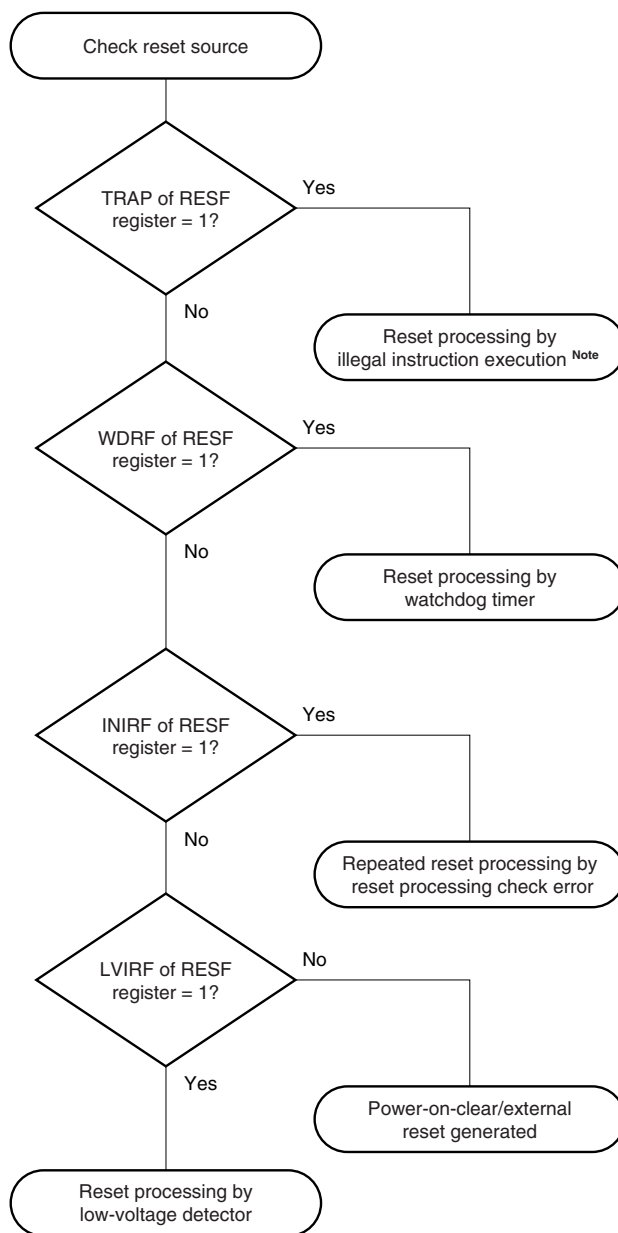 Check reset source
TRAP of RESF
register = 1?
Yes
No
Reset processing by
illegal instruction execution Note
WDRF of RESF
register = 1?
Yes
No
Reset processing by
watchdog timer
INIRF of RESF
register = 1?
Yes
No
Repeated reset processing by
reset processing check error
LVIRF of RESF
register = 1?
No
Yes
Power-on-clear/external
reset generated
Reset processing by
low-voltage detector